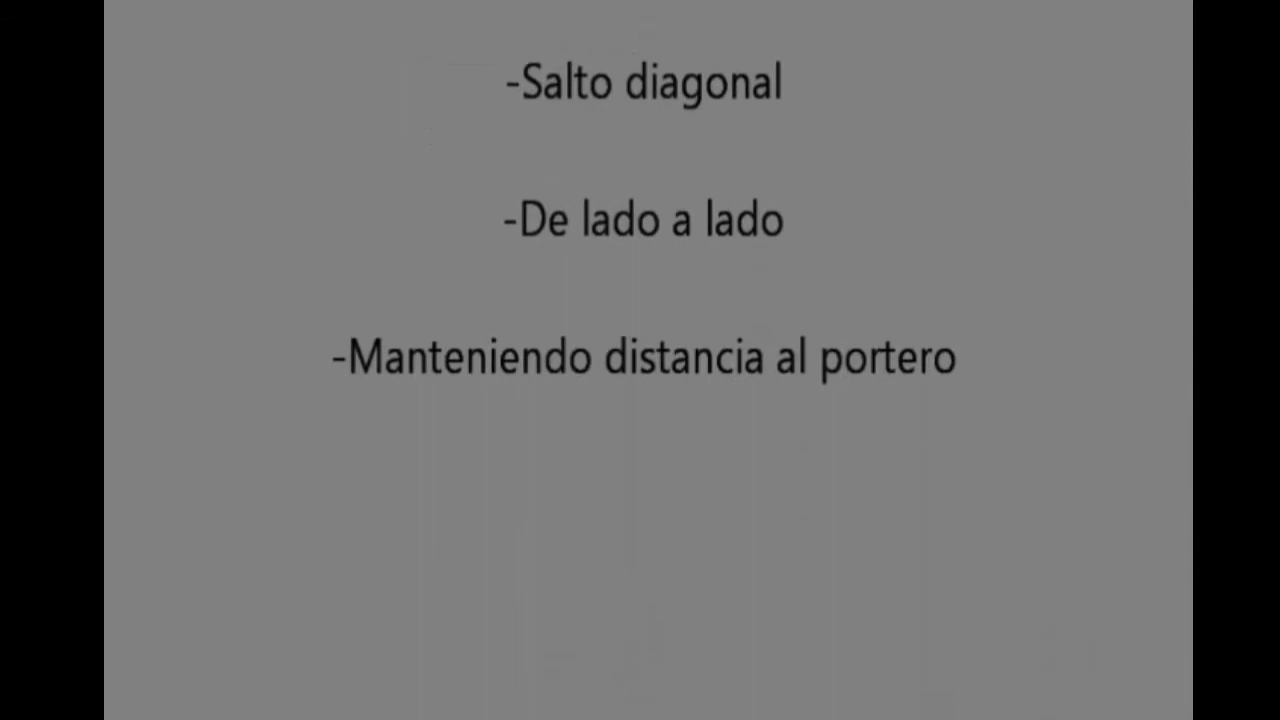 -Salto diagonal
-De lado a lado
-Manteniendo distancia al portero